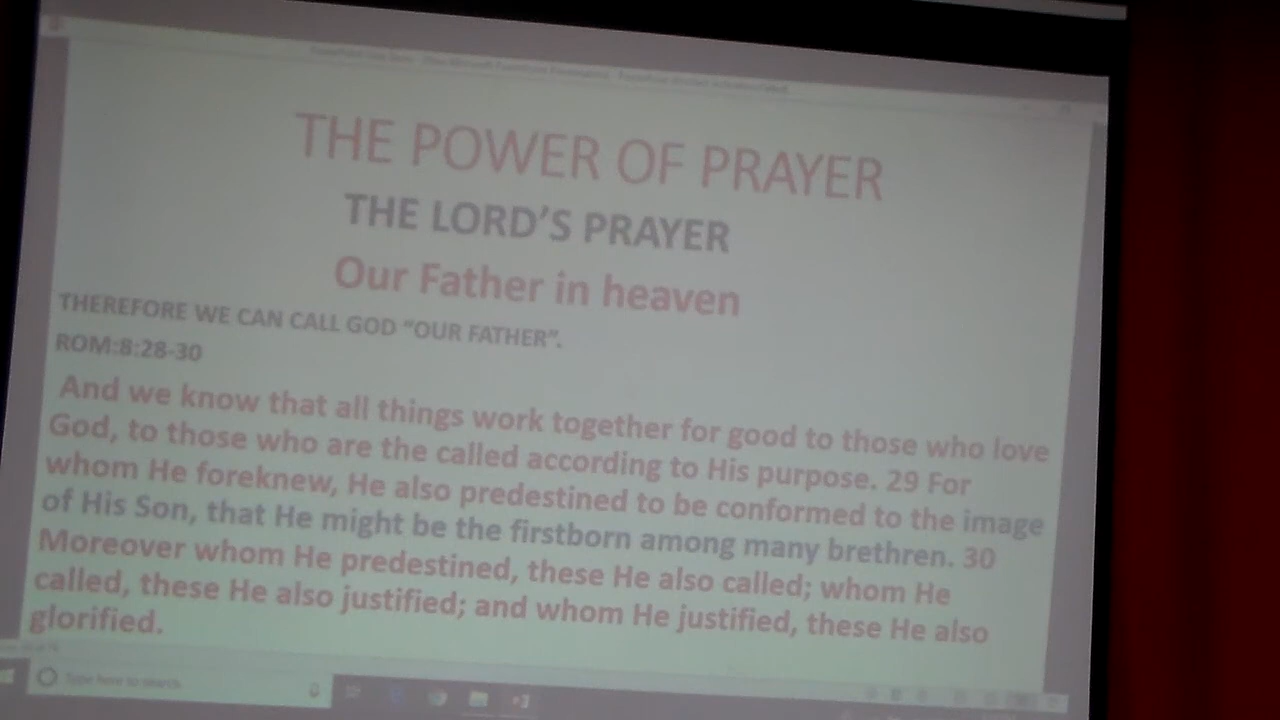 THE POWER OF PRAYER
THE LORD'S PRAYER
Our Father in heaven
THEREFORE WE CAN CALL GOD “OUR FATHER”.
ROM:8:28-30
And we know that all things work together for good to those who love
God, to those who are the called according to His purpose. 29 For
whom He foreknew, He also predestined to be conformed to the image
of His Son, that He might be the firstborn among many brethren. 30
Moreover whom He predestined, these He also called; whom He
called, these He also justified; and whom He justified, these He also
glorified.
Type here to search